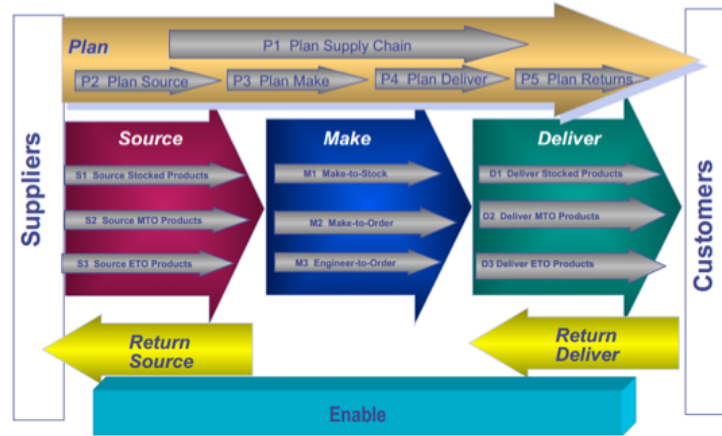 Plan
P1 Plan Supply Chain
P2 Plan Source
P3 Plan Make
P4 Plan Deliver
P5 Plan Returns
Suppliers
Customers
Source
Make
Deliver
S1 Source Stocked Products
M1 Make-to-Stock
D1 Deliver Stocked Products
S2 Source MTO Products
M2 Make-to-Order
D2 Deliver MTO Products
S3 Source ETO Products
M3 Engineer-to-Order
D3 Deliver ETO Products
Return
Source
Return
Deliver
Enable